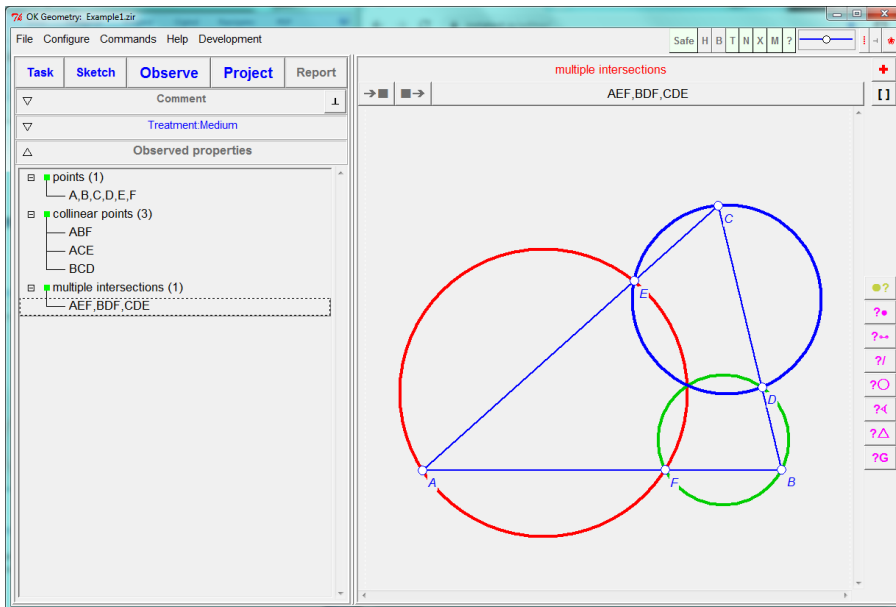 OK Geometry: Example1.zir
File Configure Commands Help Development
Safe H B T N X M ?
Task Sketch Observe Project Report
multiple intersections
Comment
AEF,BDF,CDE
[ ]
Treatment:Medium
Observed properties
points (1)
A,B,C,D,E,F
collinear points (3)
ABF
ACE
BCD
multiple intersections (1)
AEF,BDF,CDE
C
E
D
A
F
B
?
?
?
?/
?
?
?
?G